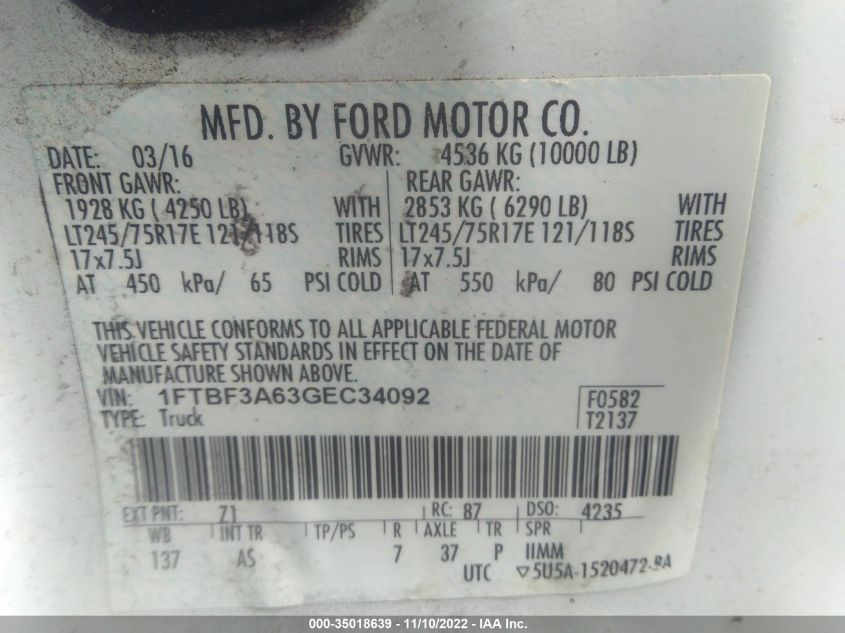 MFD. BY FORD MOTOR CO.
DATE: 03/16 GVWR: 4536 KG (10000 LB)
FRONT GAWR: REAR GAWR:
1928 KG ( 4250 LB) WITH 2853 KG ( 6290 LB) WITH
LT245/75R17E 121/118S TIRES LT245/75R17E 121/118S TIRES
17x7.5J RIMS 17x7.5J RIMS
AT 450 kPa/ 65 PSI COLD AT 550 kPa/ 80 PSI COLD
THIS VEHICLE CONFORMS TO ALL APPLICABLE FEDERAL MOTOR
VEHICLE SAFETY STANDARDS IN EFFECT ON THE DATE OF
MANUFACTURE SHOWN ABOVE.
VIN: 1FTBF3A63GEC34092 F0582
TYPE: Truck T2137
EXT PNT: 71 RC: 87 DSO: 4235
WB INT TR TP/PS R AXLE TR SPR
137 AS 7 37 P IIMM
UTC ▽5U5A-1520472-BA
000-35018639 - 11/10/2022 - IAA Inc.